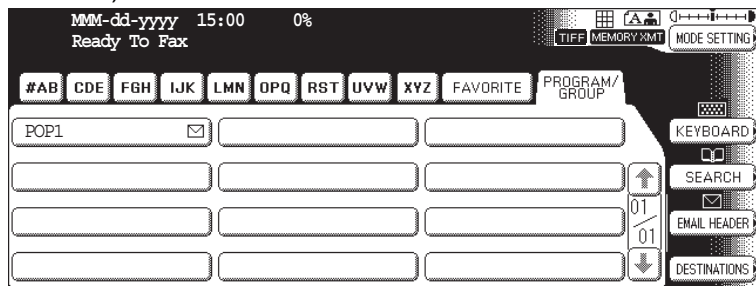 MMM-dd-yyyy 15:00 0%
Ready To Fax
TIFF MEMORY XMT MODE SETTING
#AB CDE FGH IJK LMN OPQ RST UVW XYZ FAVORITE PROGRAM/
GROUP
POP1
KEYBOARD
SEARCH
01
01
EMAIL HEADER
DESTINATIONS